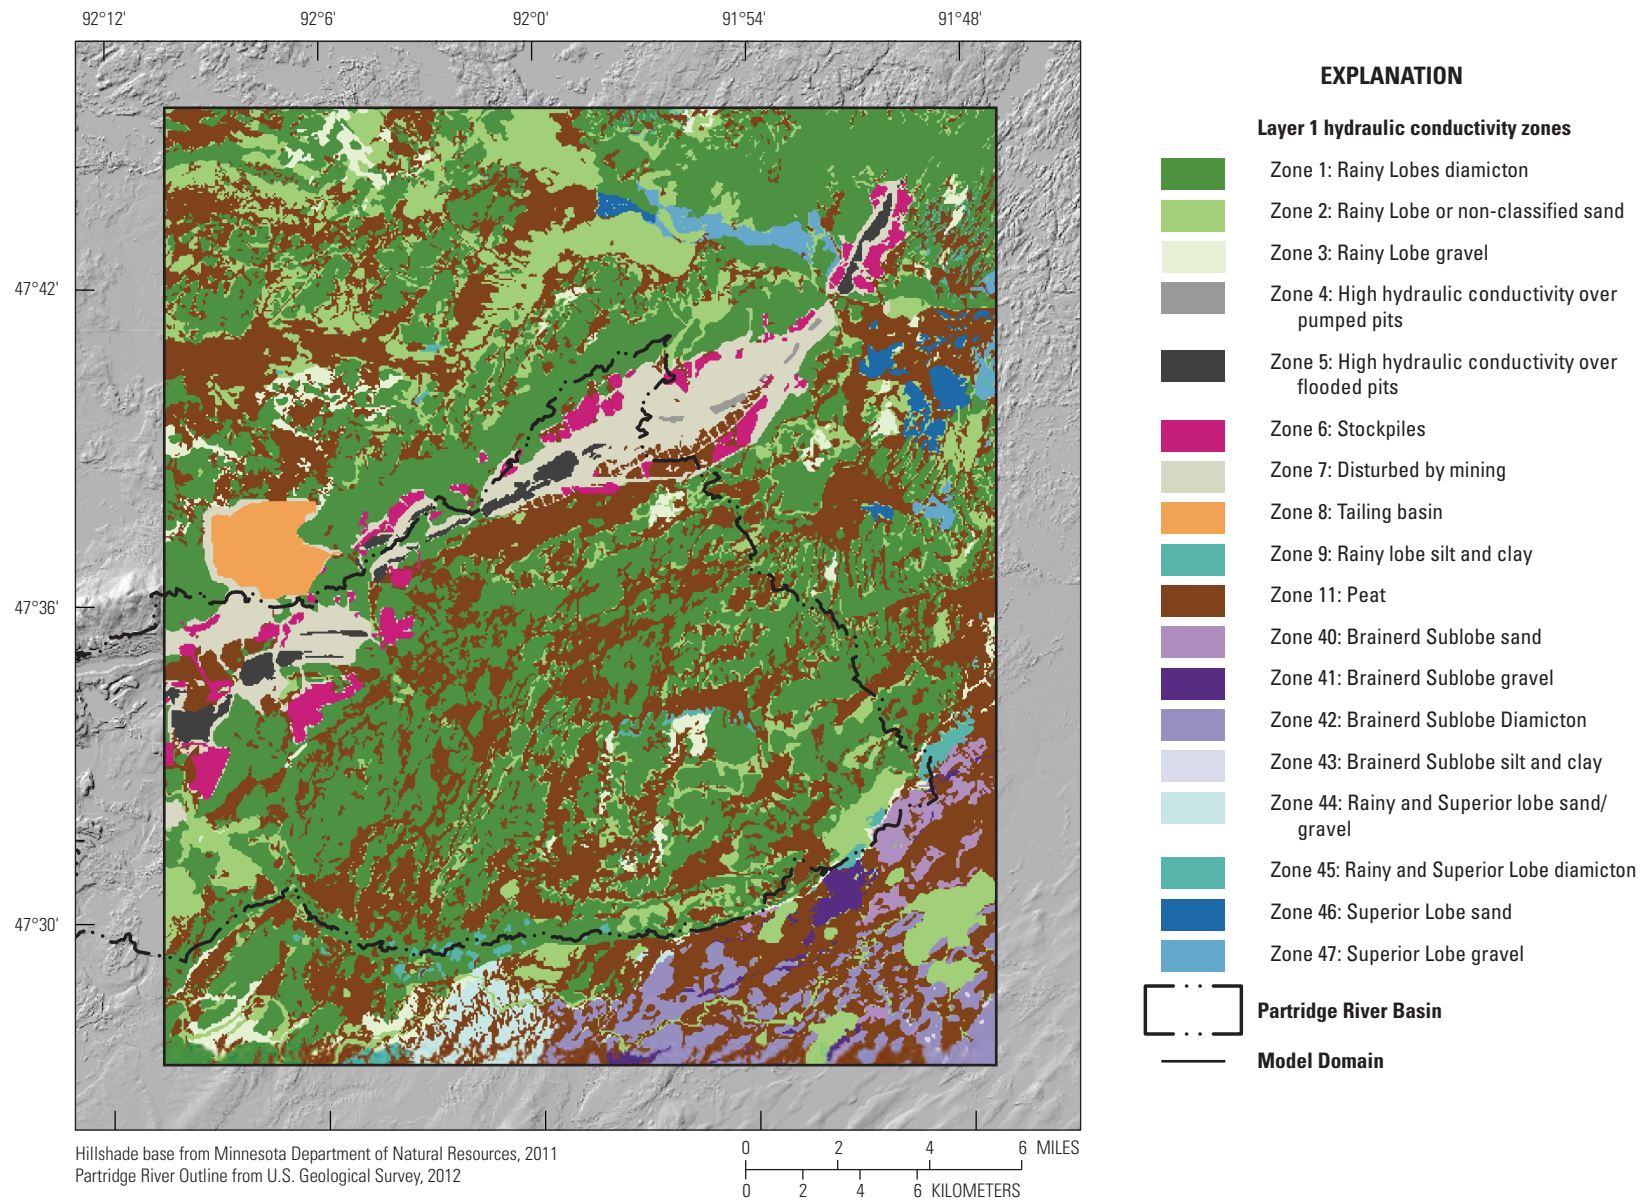 92°12'
92°6'
92°0'
91°54'
91°48'
47°42'
47°36'
47°30'
EXPLANATION
Layer 1 hydraulic conductivity zones
Zone 1: Rainy Lobes diamicton
Zone 2: Rainy Lobe or non-classified sand
Zone 3: Rainy Lobe gravel
Zone 4: High hydraulic conductivity over
pumped pits
Zone 5: High hydraulic conductivity over
flooded pits
Zone 6: Stockpiles
Zone 7: Disturbed by mining
Zone 8: Tailing basin
Zone 9: Rainy lobe silt and clay
Zone 11: Peat
Zone 40: Brainerd Sublobe sand
Zone 41: Brainerd Sublobe gravel
Zone 42: Brainerd Sublobe Diamicton
Zone 43: Brainerd Sublobe silt and clay
Zone 44: Rainy and Superior lobe sand/
gravel
Zone 45: Rainy and Superior Lobe diamicton
Zone 46: Superior Lobe sand
Zone 47: Superior Lobe gravel
Partridge River Basin
Model Domain
Hillshade base from Minnesota Department of Natural Resources, 2011
Partridge River Outline from U.S. Geological Survey, 2012
0 2 4 6 MILES
0 2 4 6 KILOMETERS